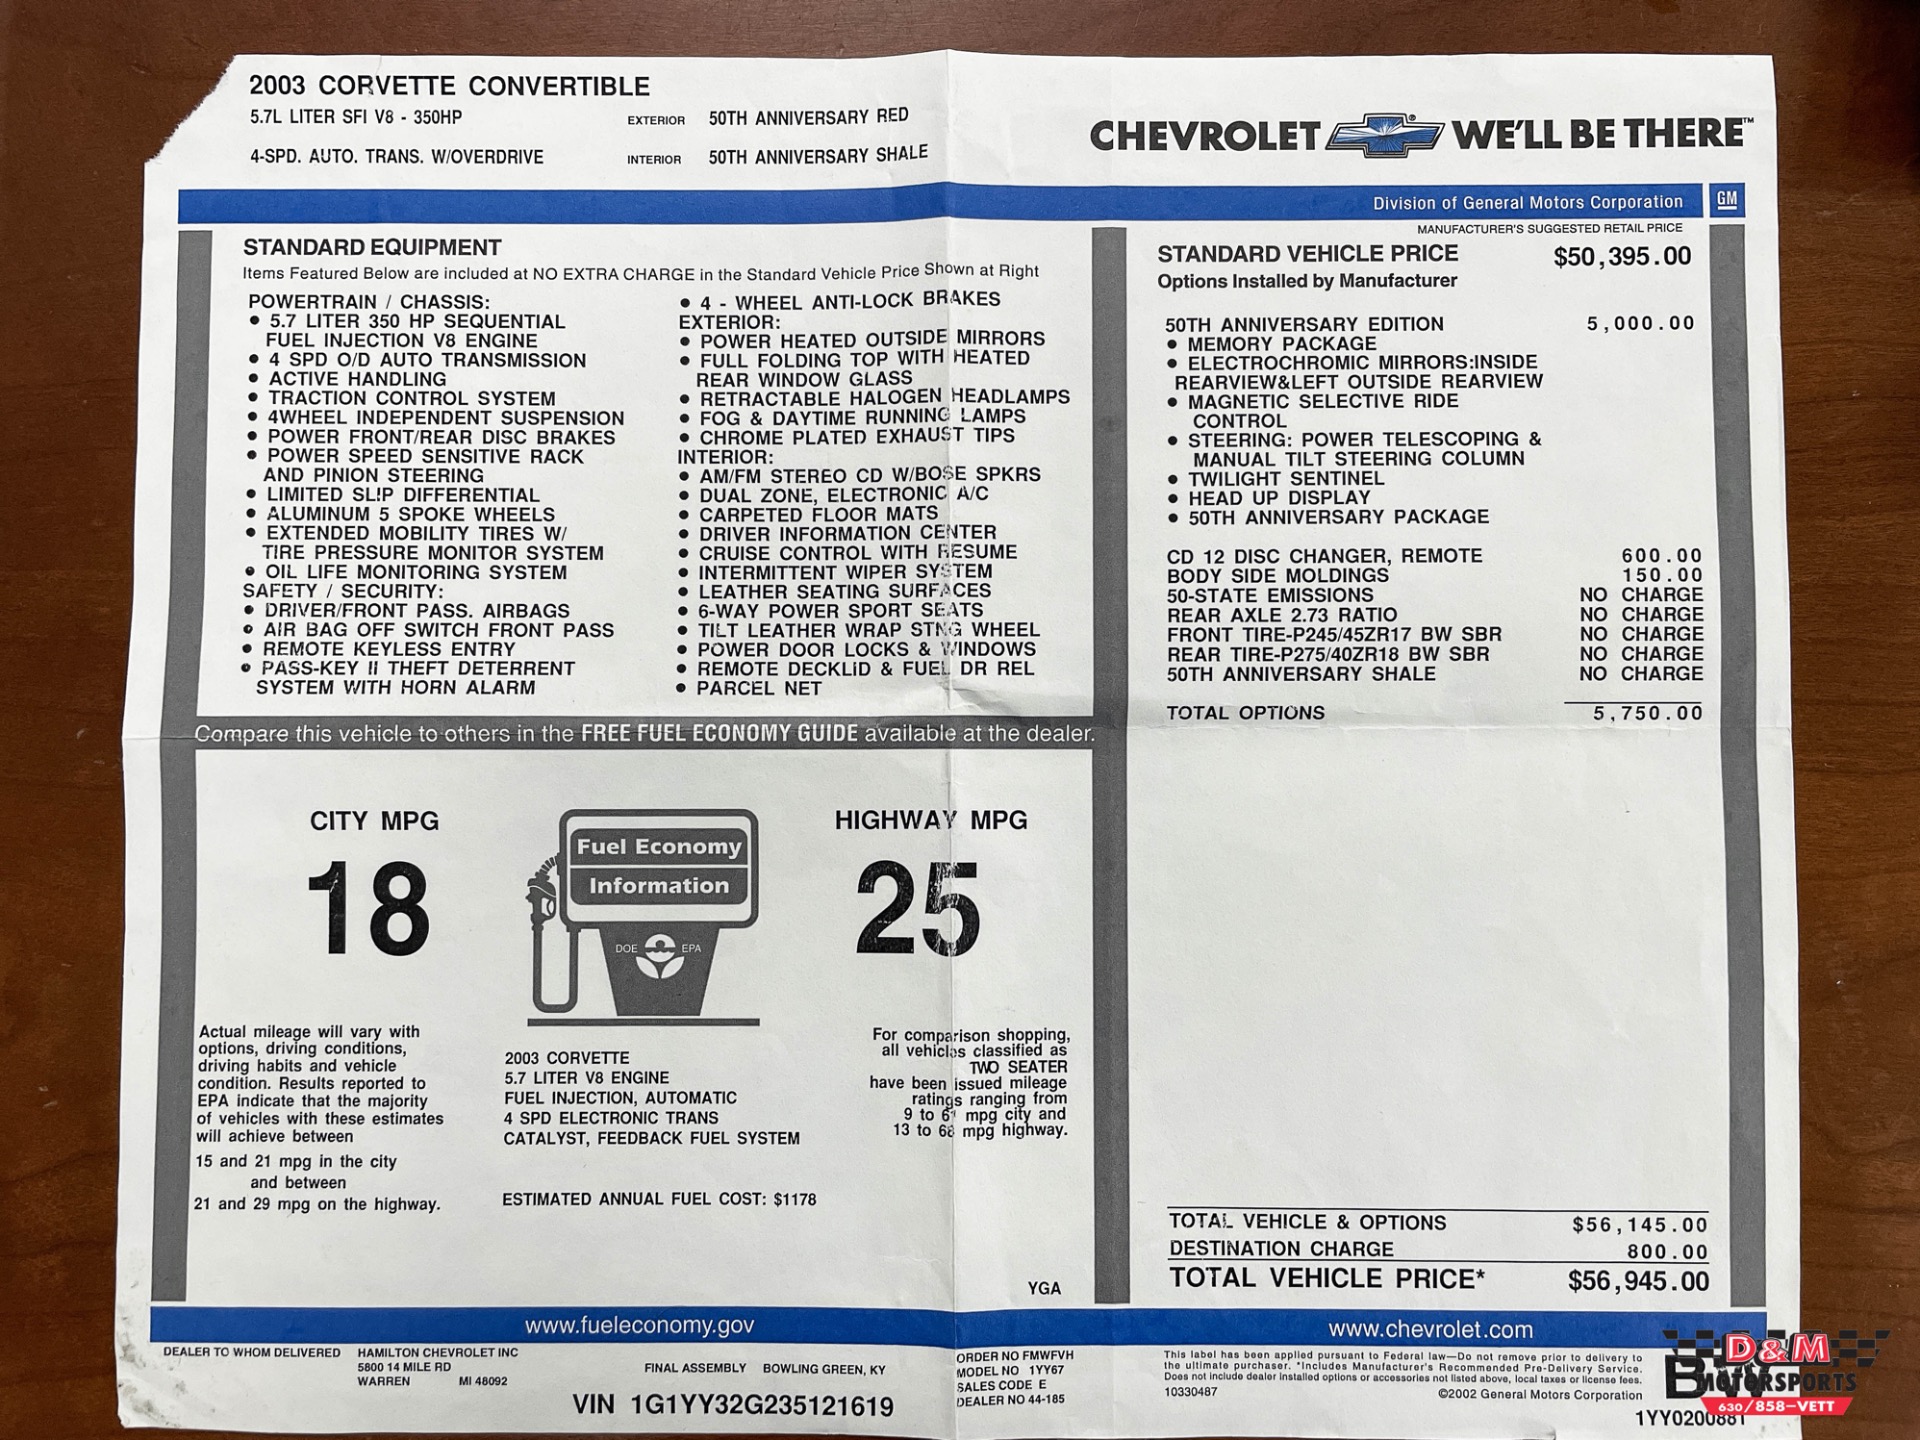 2003 CORVETTE CONVERTIBLE
5.7L LITER SFI V8 - 350HP
EXTERIOR 50TH ANNIVERSARY RED
4-SPD. AUTO. TRANS. W/OVERDRIVE
INTERIOR 50TH ANNIVERSARY SHALE
CHEVROLET WE'LL BE THERE™
Division of General Motors Corporation
GM
STANDARD EQUIPMENT
Items Featured Below are included at NO EXTRA CHARGE in the Standard Vehicle Price Shown at Right
POWERTRAIN / CHASSIS:
• 5.7 LITER 350 HP SEQUENTIAL
FUEL INJECTION V8 ENGINE
• 4 SPD O/D AUTO TRANSMISSION
• ACTIVE HANDLING
• TRACTION CONTROL SYSTEM
• 4WHEEL INDEPENDENT SUSPENSION
• POWER FRONT/REAR DISC BRAKES
• POWER SPEED SENSITIVE RACK
AND PINION STEERING
• LIMITED SLIP DIFFERENTIAL
• ALUMINUM 5 SPOKE WHEELS
• EXTENDED MOBILITY TIRES W/
TIRE PRESSURE MONITOR SYSTEM
• OIL LIFE MONITORING SYSTEM
SAFETY / SECURITY:
• DRIVER/FRONT PASS. AIRBAGS
• AIR BAG OFF SWITCH FRONT PASS
• REMOTE KEYLESS ENTRY
• PASS-KEY II THEFT DETERRENT
SYSTEM WITH HORN ALARM
• 4 - WHEEL ANTI-LOCK BRAKES
EXTERIOR:
• POWER HEATED OUTSIDE MIRRORS
• FULL FOLDING TOP WITH HEATED
REAR WINDOW GLASS
• RETRACTABLE HALOGEN HEADLAMPS
• FOG & DAYTIME RUNNING LAMPS
• CHROME PLATED EXHAUST TIPS
INTERIOR:
• AM/FM STEREO CD W/BOSE SPKRS
• DUAL ZONE, ELECTRONIC A/C
• CARPETED FLOOR MATS
• DRIVER INFORMATION CENTER
• CRUISE CONTROL WITH RESUME
• INTERMITTENT WIPER SYSTEM
• LEATHER SEATING SURFACES
• 6-WAY POWER SPORT SEATS
• TILT LEATHER WRAP STNG WHEEL
• POWER DOOR LOCKS & WINDOWS
• REMOTE DECKLID & FUEL DR REL
• PARCEL NET
MANUFACTURER'S SUGGESTED RETAIL PRICE
STANDARD VEHICLE PRICE $50,395.00
Options Installed by Manufacturer
50TH ANNIVERSARY EDITION 5,000.00
• MEMORY PACKAGE
• ELECTROCHROMIC MIRRORS:INSIDE
REARVIEW&LEFT OUTSIDE REARVIEW
• MAGNETIC SELECTIVE RIDE
CONTROL
• STEERING: POWER TELESCOPING &
MANUAL TILT STEERING COLUMN
• TWILIGHT SENTINEL
• HEAD UP DISPLAY
• 50TH ANNIVERSARY PACKAGE
CD 12 DISC CHANGER, REMOTE 600.00
BODY SIDE MOLDINGS 150.00
50-STATE EMISSIONS NO CHARGE
REAR AXLE 2.73 RATIO NO CHARGE
FRONT TIRE-P245/45ZR17 BW SBR NO CHARGE
REAR TIRE-P275/40ZR18 BW SBR NO CHARGE
50TH ANNIVERSARY SHALE NO CHARGE
TOTAL OPTIONS 5,750.00
Compare this vehicle to others in the FREE FUEL ECONOMY GUIDE available at the dealer.
CITY MPG
18
Fuel Economy
Information
DOE EPA
HIGHWAY MPG
25
Actual mileage will vary with
options, driving conditions,
driving habits and vehicle
condition. Results reported to
EPA indicate that the majority
of vehicles with these estimates
will achieve between
15 and 21 mpg in the city
and between
21 and 29 mpg on the highway.
2003 CORVETTE
5.7 LITER V8 ENGINE
FUEL INJECTION, AUTOMATIC
4 SPD ELECTRONIC TRANS
CATALYST, FEEDBACK FUEL SYSTEM
ESTIMATED ANNUAL FUEL COST: $1178
For comparison shopping,
all vehicles classified as
TWO SEATER
have been issued mileage
ratings ranging from
9 to 61 mpg city and
13 to 68 mpg highway.
YGA
TOTAL VEHICLE & OPTIONS $56,145.00
DESTINATION CHARGE 800.00
TOTAL VEHICLE PRICE* $56,945.00
www.fueleconomy.gov
www.chevrolet.com
DEALER TO WHOM DELIVERED HAMILTON CHEVROLET INC
5800 14 MILE RD
WARREN MI 48092
FINAL ASSEMBLY BOWLING GREEN, KY
VIN 1G1YY32G235121619
ORDER NO FMWFVH
MODEL NO 1YY67
SALES CODE E
DEALER NO 44-185
This label has been applied pursuant to Federal law—Do not remove prior to delivery to
the ultimate purchaser. *Includes Manufacturer's Recommended Pre-Delivery Service.
Does not include dealer installed options or accessories not listed above, local taxes or license fees.
10330487 ©2002 General Motors Corporation
D&M
MOTORSPORTS
630/858-VETT
1YY0200881